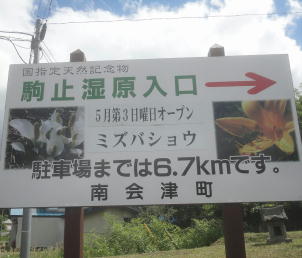 国指定天然記念物
駒止湿原入口
5月第3日曜日オープン
ミズバショウ
駐車場までは6.7kmです。
南会津町